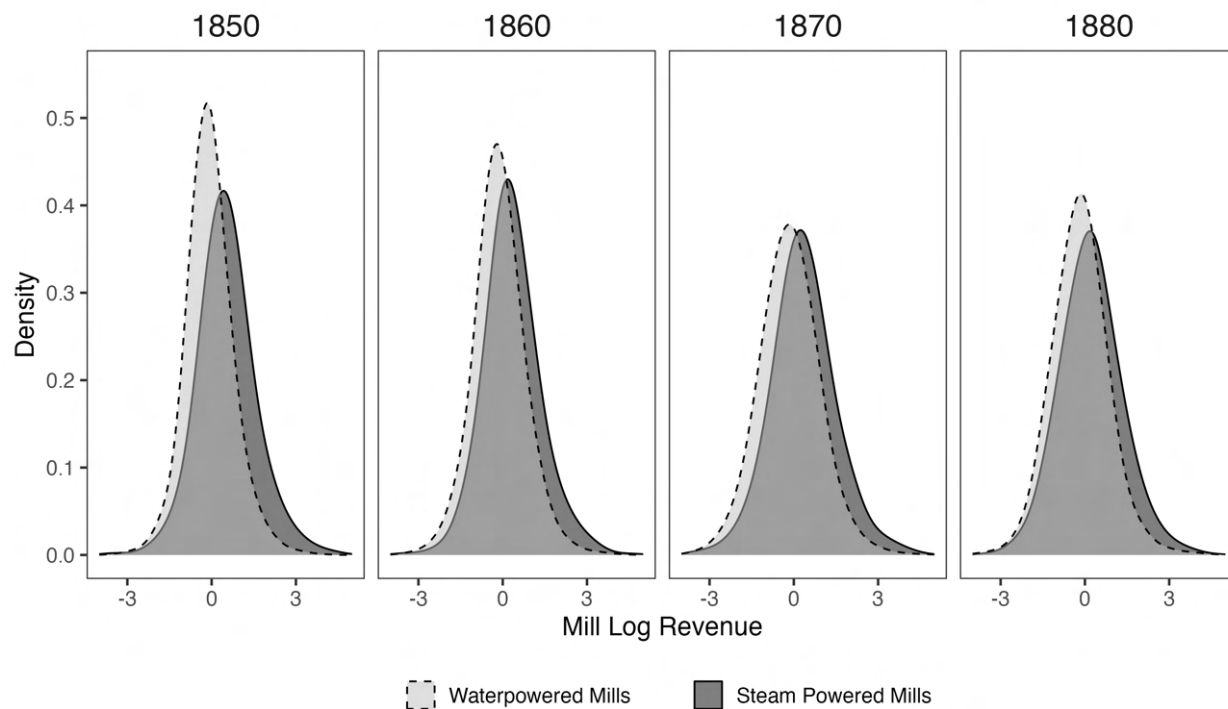 1850 1860 1870 1880
Density
0.5
0.4
0.3
0.2
0.1
0.0
-3 0 3 -3 0 3 -3 0 3 -3 0 3
Mill Log Revenue
Waterpowered Mills Steam Powered Mills